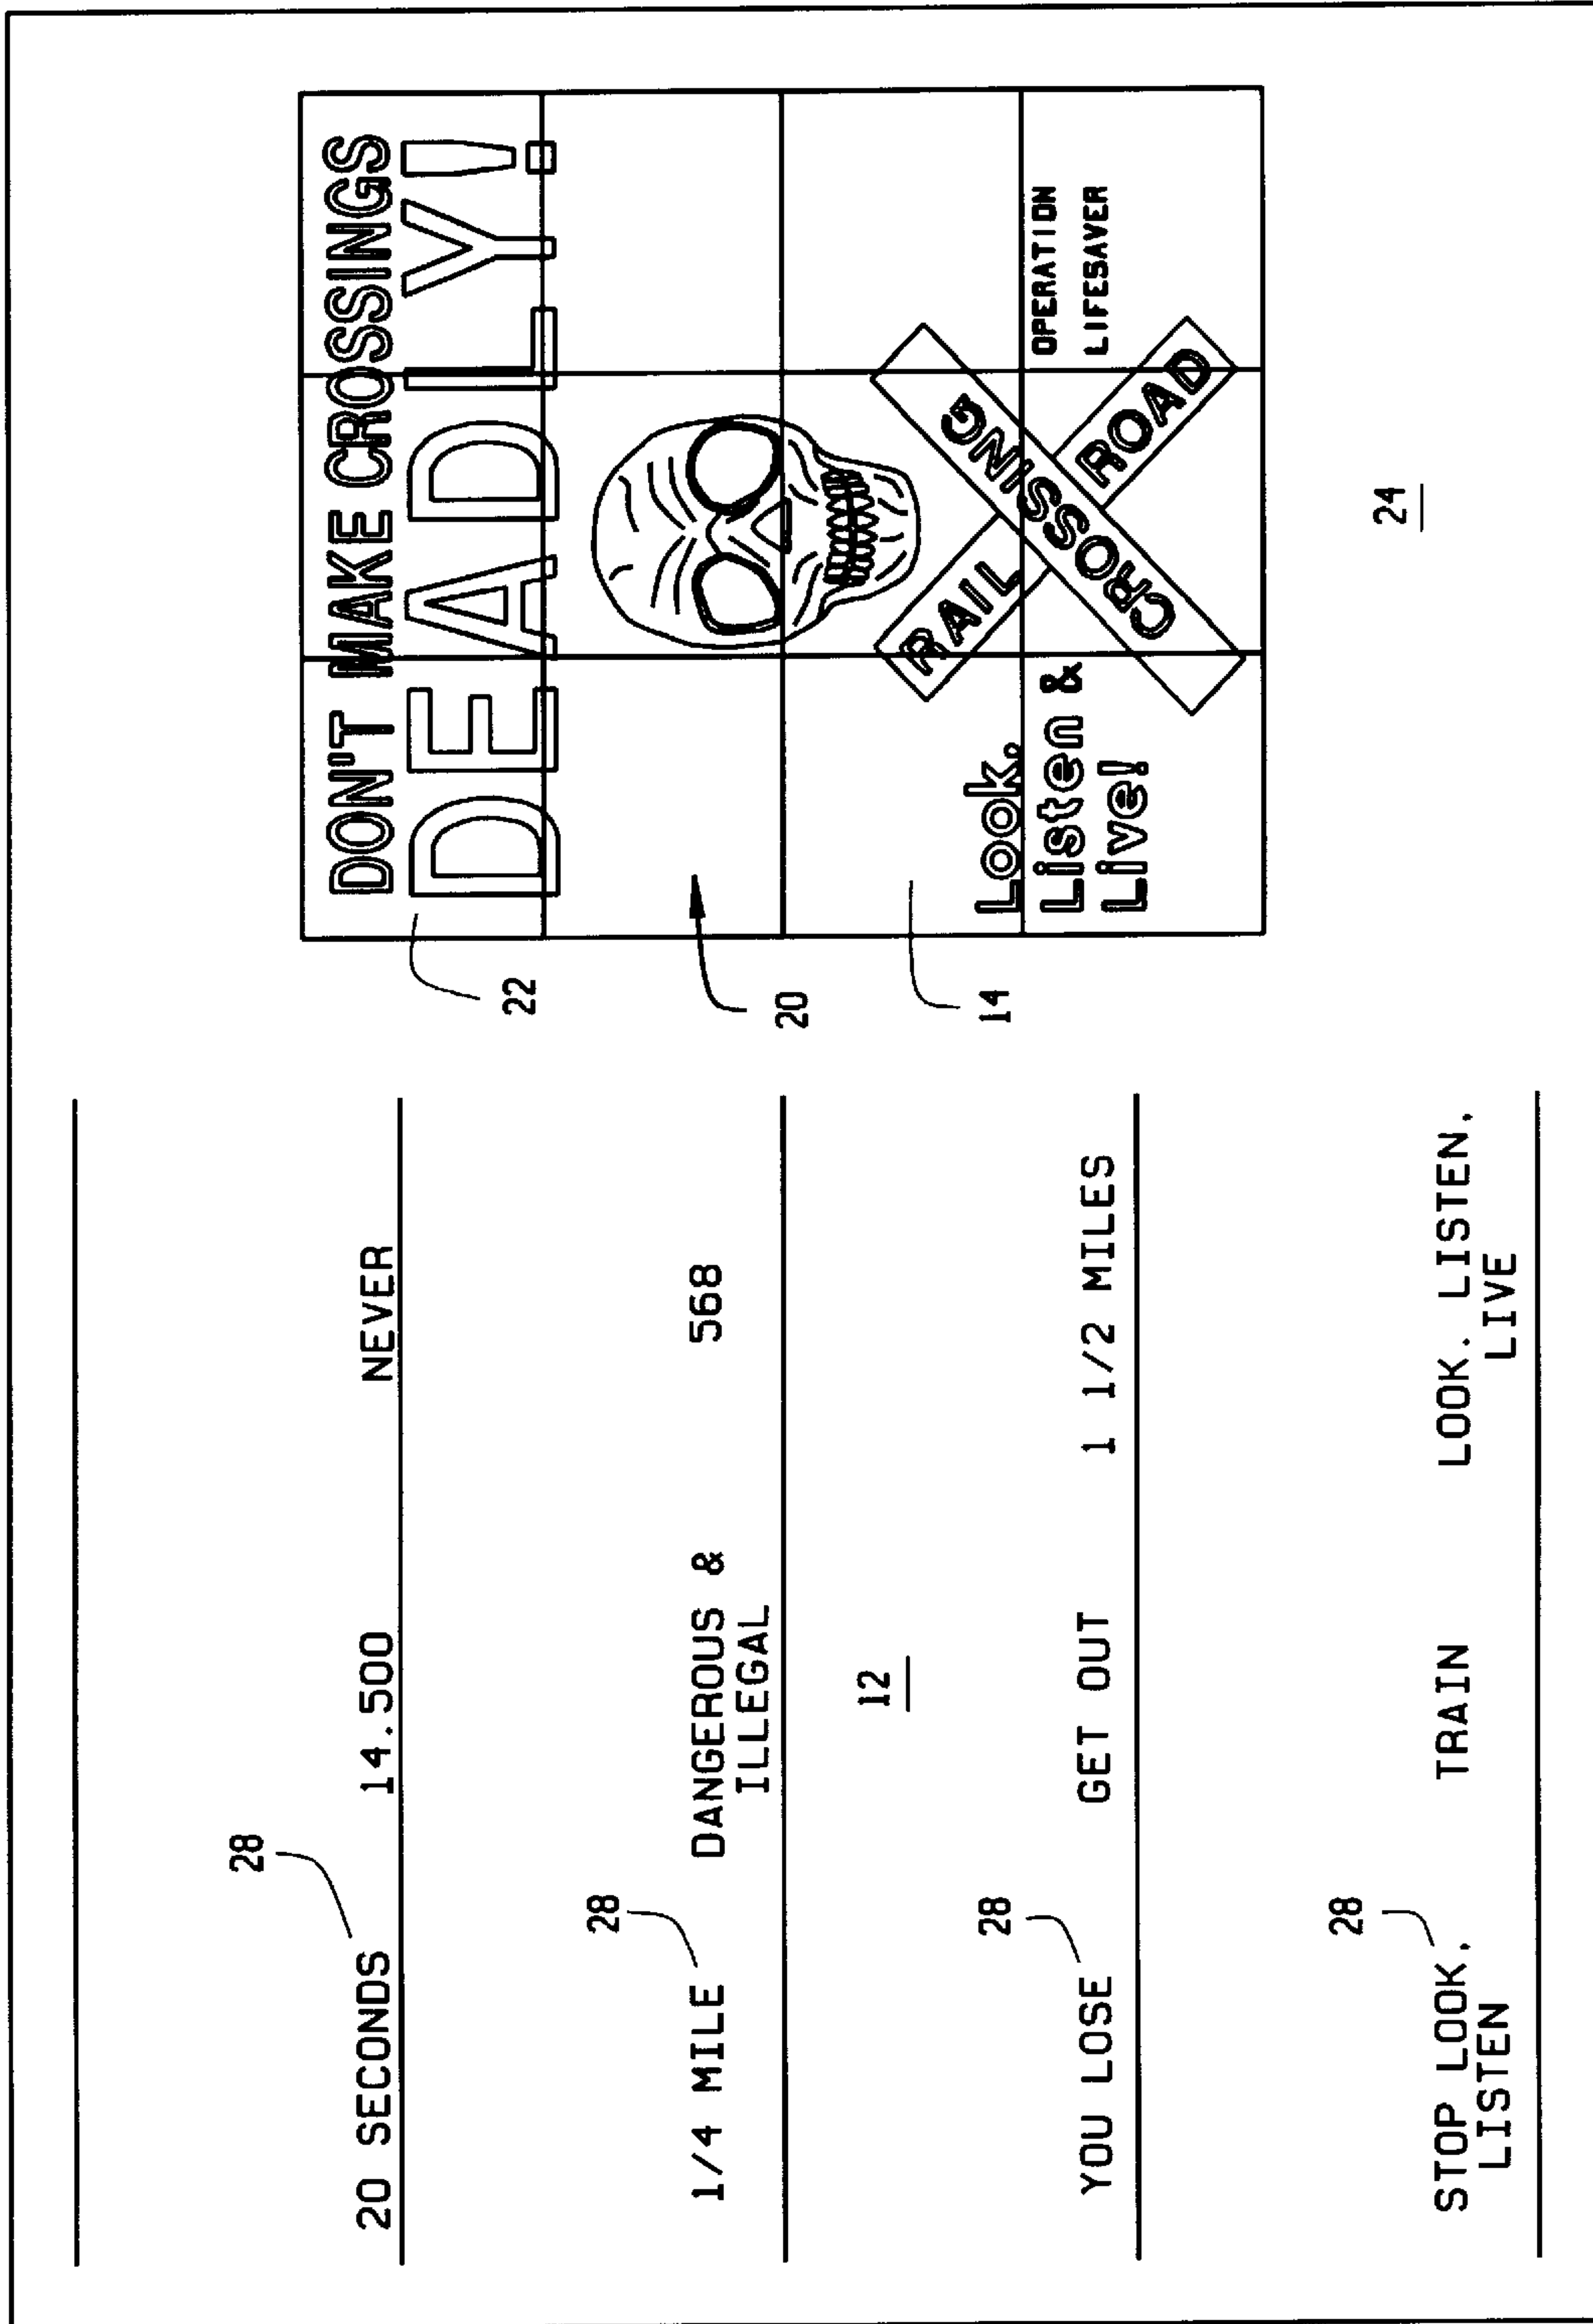 28
20 SECONDS 14.500 NEVER
28
1/4 MILE DANGEROUS & 568
ILLEGAL
12
28
YOU LOSE GET OUT 1 1/2 MILES
28
STOP LOOK, TRAIN LOOK. LISTEN,
LISTEN LIVE
DON'T MAKE CROSSINGS
DEADLY!
22
20
14
RAIL
CROSSING
ROAD
Look,
Listen &
Live!
OPERATION
LIFESAVER
24